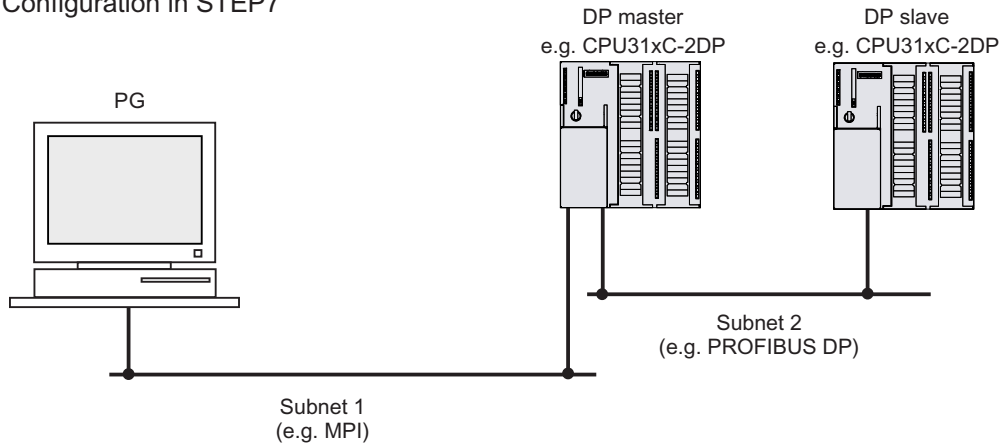 Configuration in STEP7
DP master
e.g. CPU31xC-2DP
DP slave
e.g. CPU31xC-2DP
PG
Subnet 2
(e.g. PROFIBUS DP)
Subnet 1
(e.g. MPI)